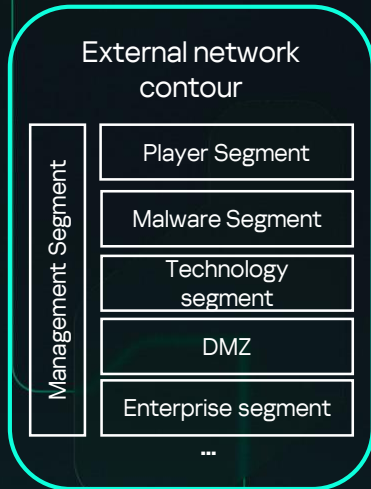 External network
contour
Management Segment
Player Segment
Malware Segment
Technology
segment
DMZ
Enterprise segment
...